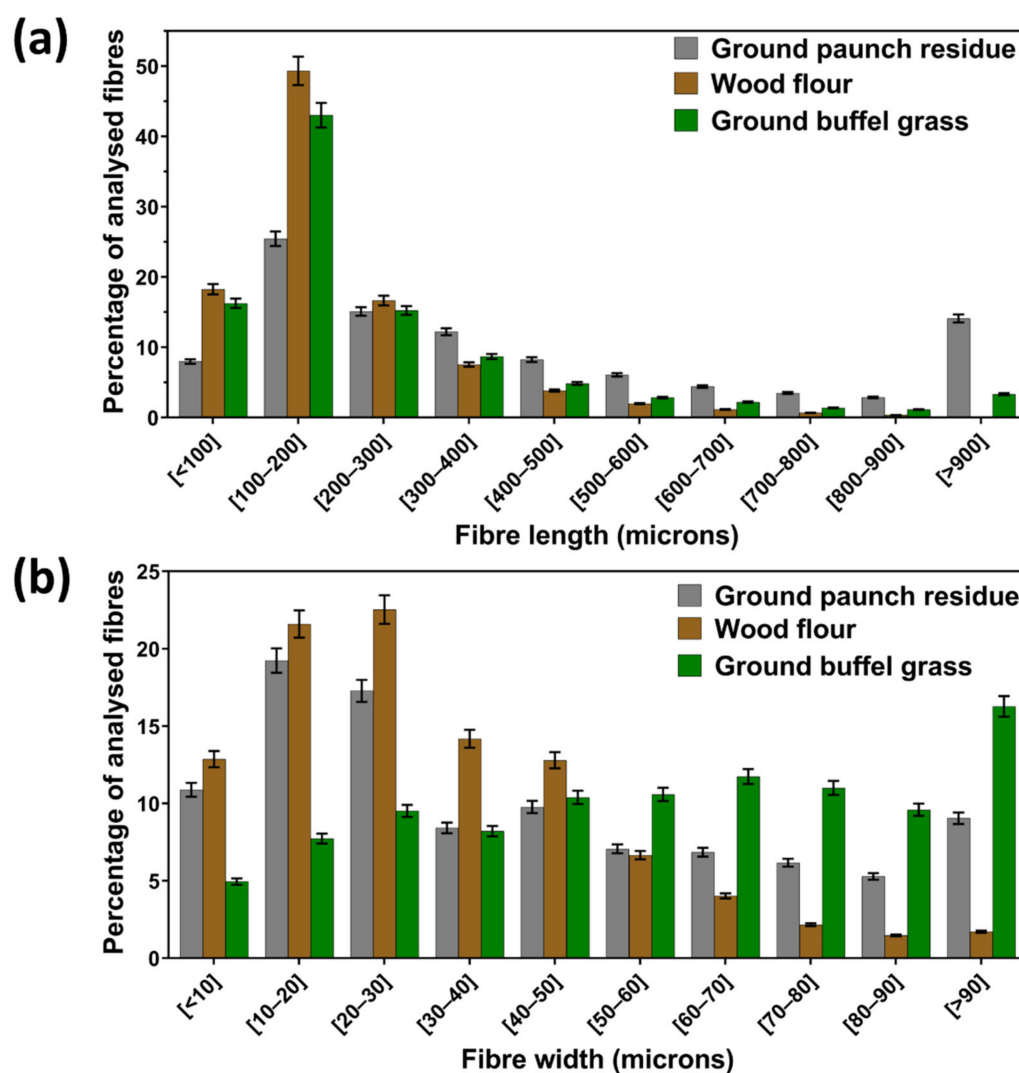 (a)
Percentage of analysed fibres
50
40
30
20
10
0
Ground paunch residue
Wood flour
Ground buffel grass
[<100]
[100–200]
[200–300]
[300–400]
[400–500]
[500–600]
[600–700]
[700–800]
[800–900]
[>900]
Fibre length (microns)
(b)
Percentage of analysed fibres
25
20
15
10
5
0
Ground paunch residue
Wood flour
Ground buffel grass
[<10]
[10–20]
[20–30]
[30–40]
[40–50]
[50–60]
[60–70]
[70–80]
[80–90]
[>90]
Fibre width (microns)